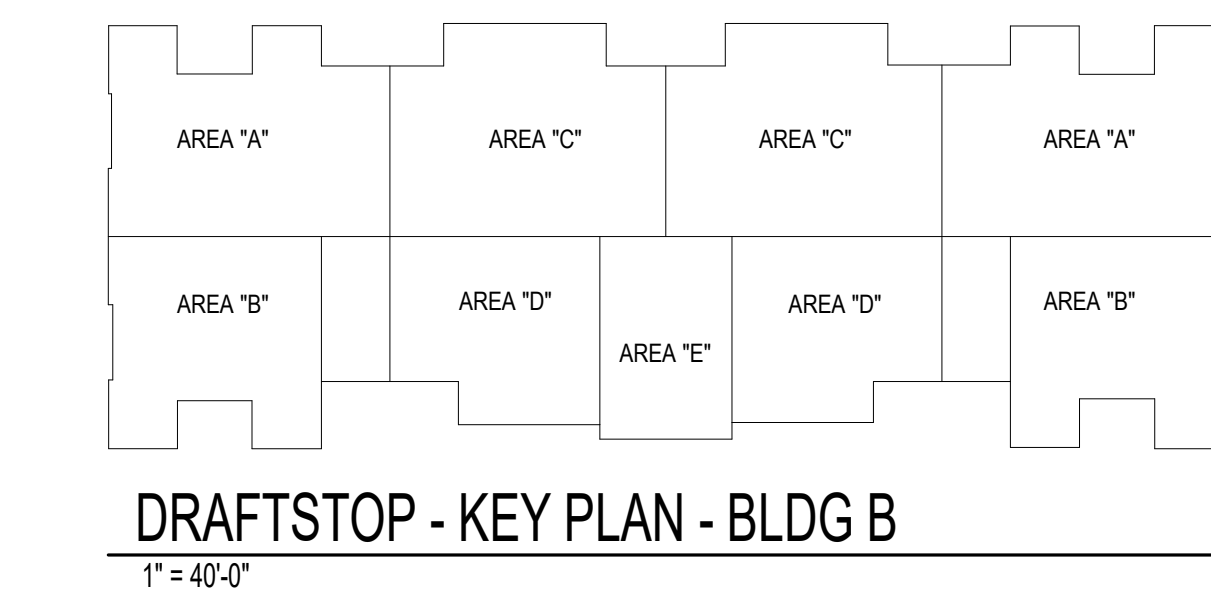 AREA "A"
AREA "C"
AREA "C"
AREA "A"
AREA "B"
AREA "D"
AREA "D"
AREA "B"
AREA "E"
DRAFTSTOP - KEY PLAN - BLDG B
1" = 40'-0"